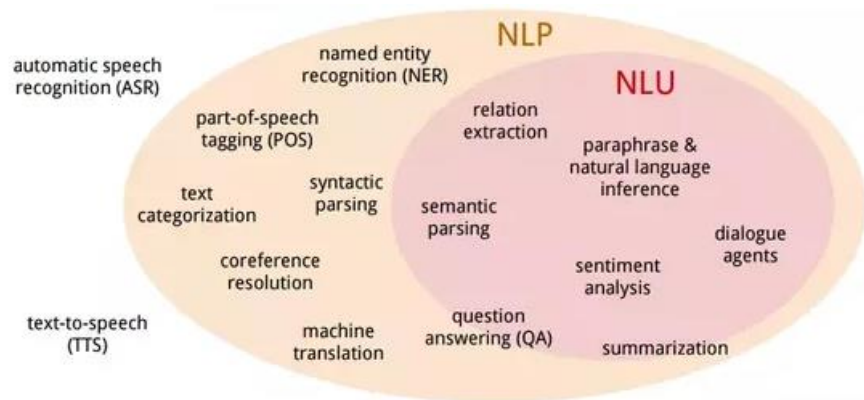 NLP
NLU
automatic speech
recognition (ASR)
named entity
recognition (NER)
part-of-speech
tagging (POS)
relation
extraction
paraphrase &
natural language
inference
text
categorization
syntactic
parsing
semantic
parsing
dialogue
agents
coreference
resolution
sentiment
analysis
text-to-speech
(TTS)
machine
translation
question
answering (QA)
summarization